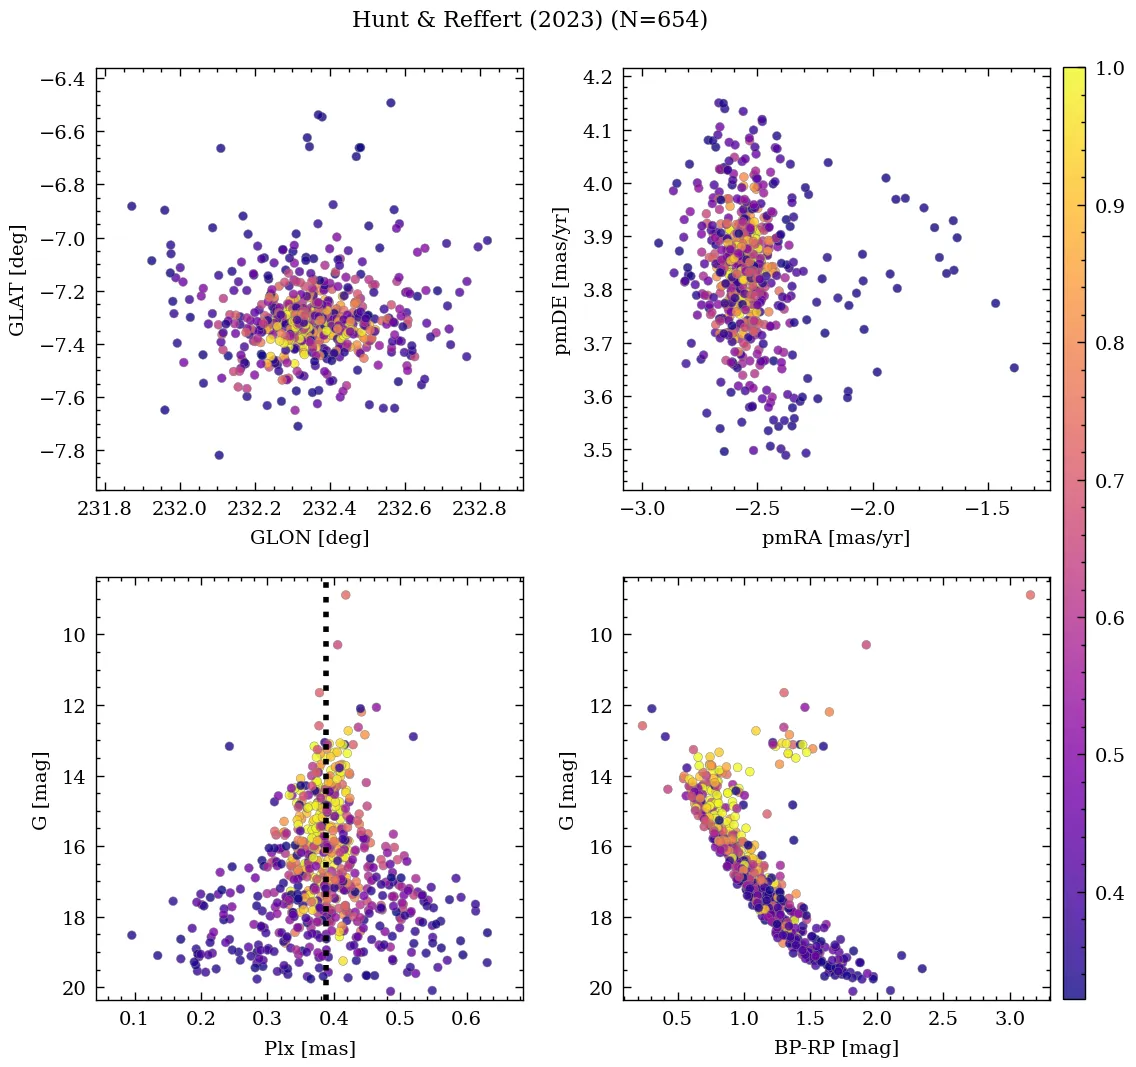 Hunt & Reffert (2023) (N=654)
−6.4
−6.6
−6.8
−7.0
−7.2
−7.4
−7.6
−7.8
GLAT [deg]
231.8 232.0 232.2 232.4 232.6 232.8
GLON [deg]
4.2
4.1
4.0
3.9
3.8
3.7
3.6
3.5
pmDE [mas/yr]
−3.0 −2.5 −2.0 −1.5
pmRA [mas/yr]
10
12
14
16
18
20
G [mag]
0.1 0.2 0.3 0.4 0.5 0.6
Plx [mas]
10
12
14
16
18
20
G [mag]
0.5 1.0 1.5 2.0 2.5 3.0
BP-RP [mag]
1.0
0.9
0.8
0.7
0.6
0.5
0.4